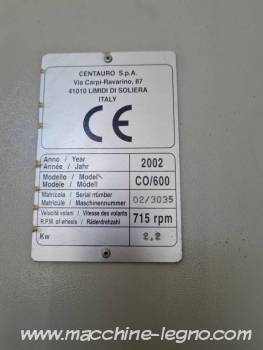 CENTAURO S.p.A.
Via Carpi-Ravarino, 87
41010 LIMIDI DI SOLIERA
ITALY
CE
Anno / Year
Année / Jahr
2002
Modello / Model
Modèle / Modell
CO/600
Matricola / Serial number
Matricule / Maschinennummer
02/3035
Velocità volani / Vitesse des volants
R.P.M. of wheels / Räderdrehzahl
715 rpm
Kw
2,2
www.macchine-legno.com